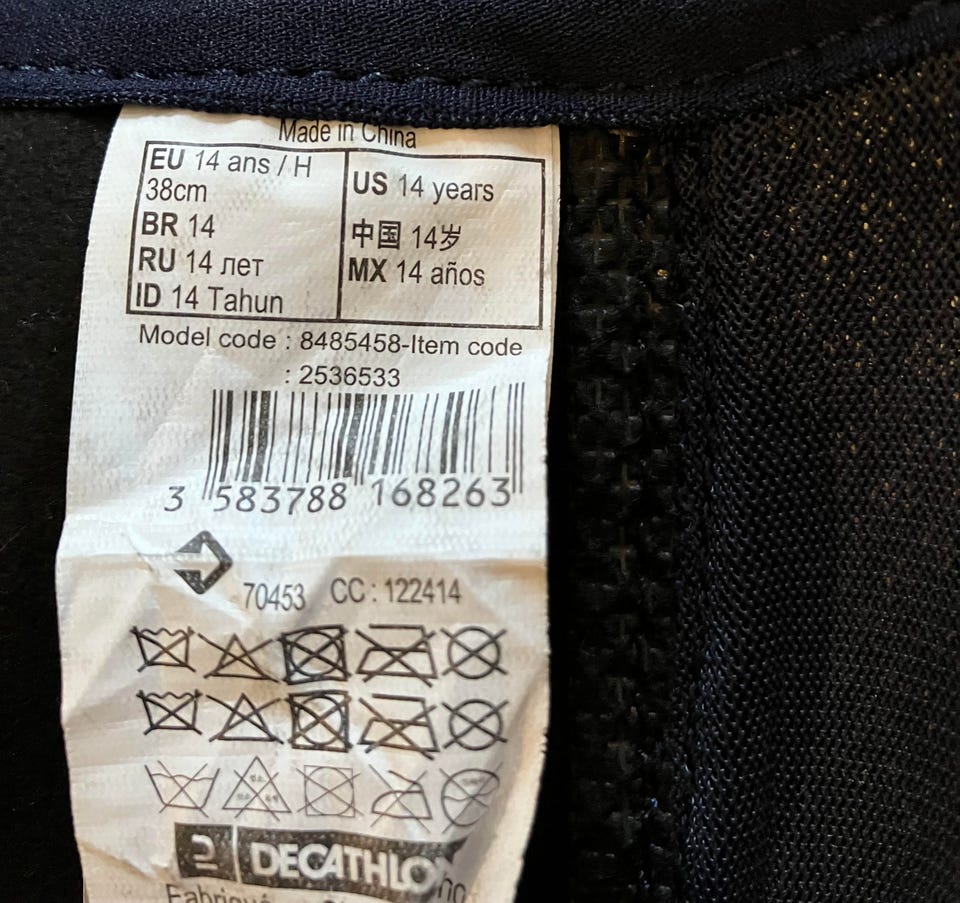 Made in China
EU 14 ans / H
38cm
BR 14
RU 14 лет
ID 14 Tahun
US 14 years
中国 14岁
MX 14 años
Model code : 8485458-Item code
: 2536533
3 583788 168263
70453 CC : 122414
DECATHLO